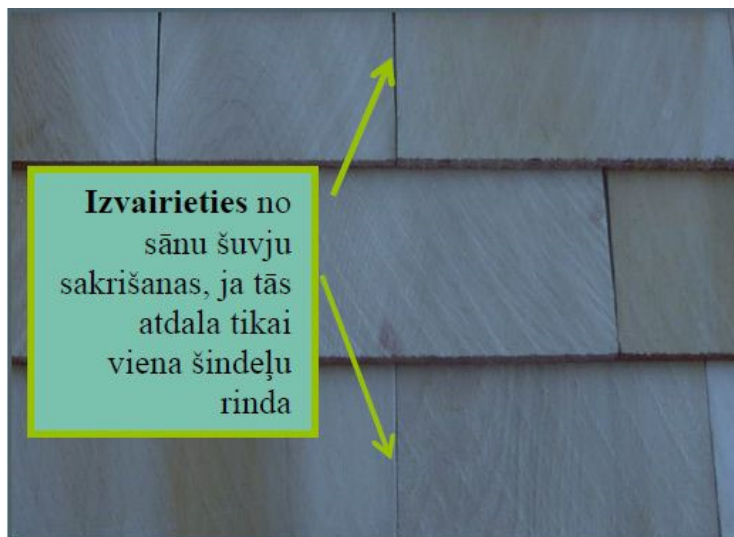 Izvairieties no
sānu šuvju
sakrišanas, ja tās
atdala tikai
viena šindeļu
rinda